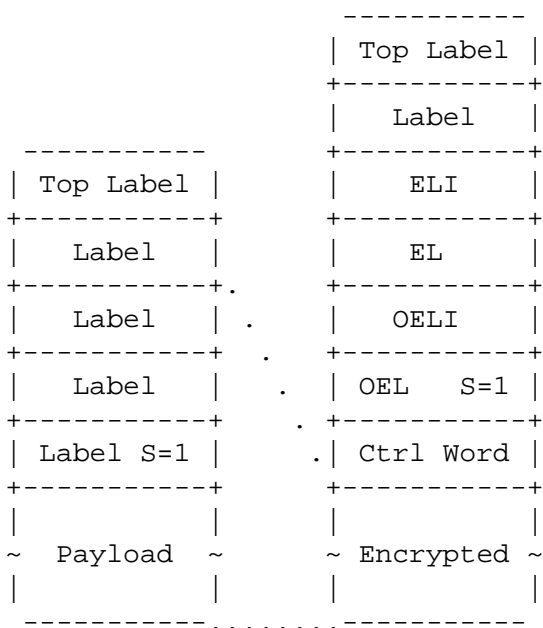 -----------
                         | Top Label |
                         +-----------+
                         |   Label   |
 -----------             +-----------+
| Top Label |            |    ELI    |
+-----------+            +-----------+
|   Label   |            |    EL     |
+-----------+.           +-----------+
|   Label   | .          |   OELI    |
+-----------+  .         +-----------+
|   Label   |   .        | OEL   S=1 |
+-----------+    .       +-----------+
| Label S=1 |     .      | Ctrl Word |
+-----------+            +-----------+
|           |            |           |
~  Payload  ~            ~ Encrypted ~
|           |            |           |
 -----------........-----------